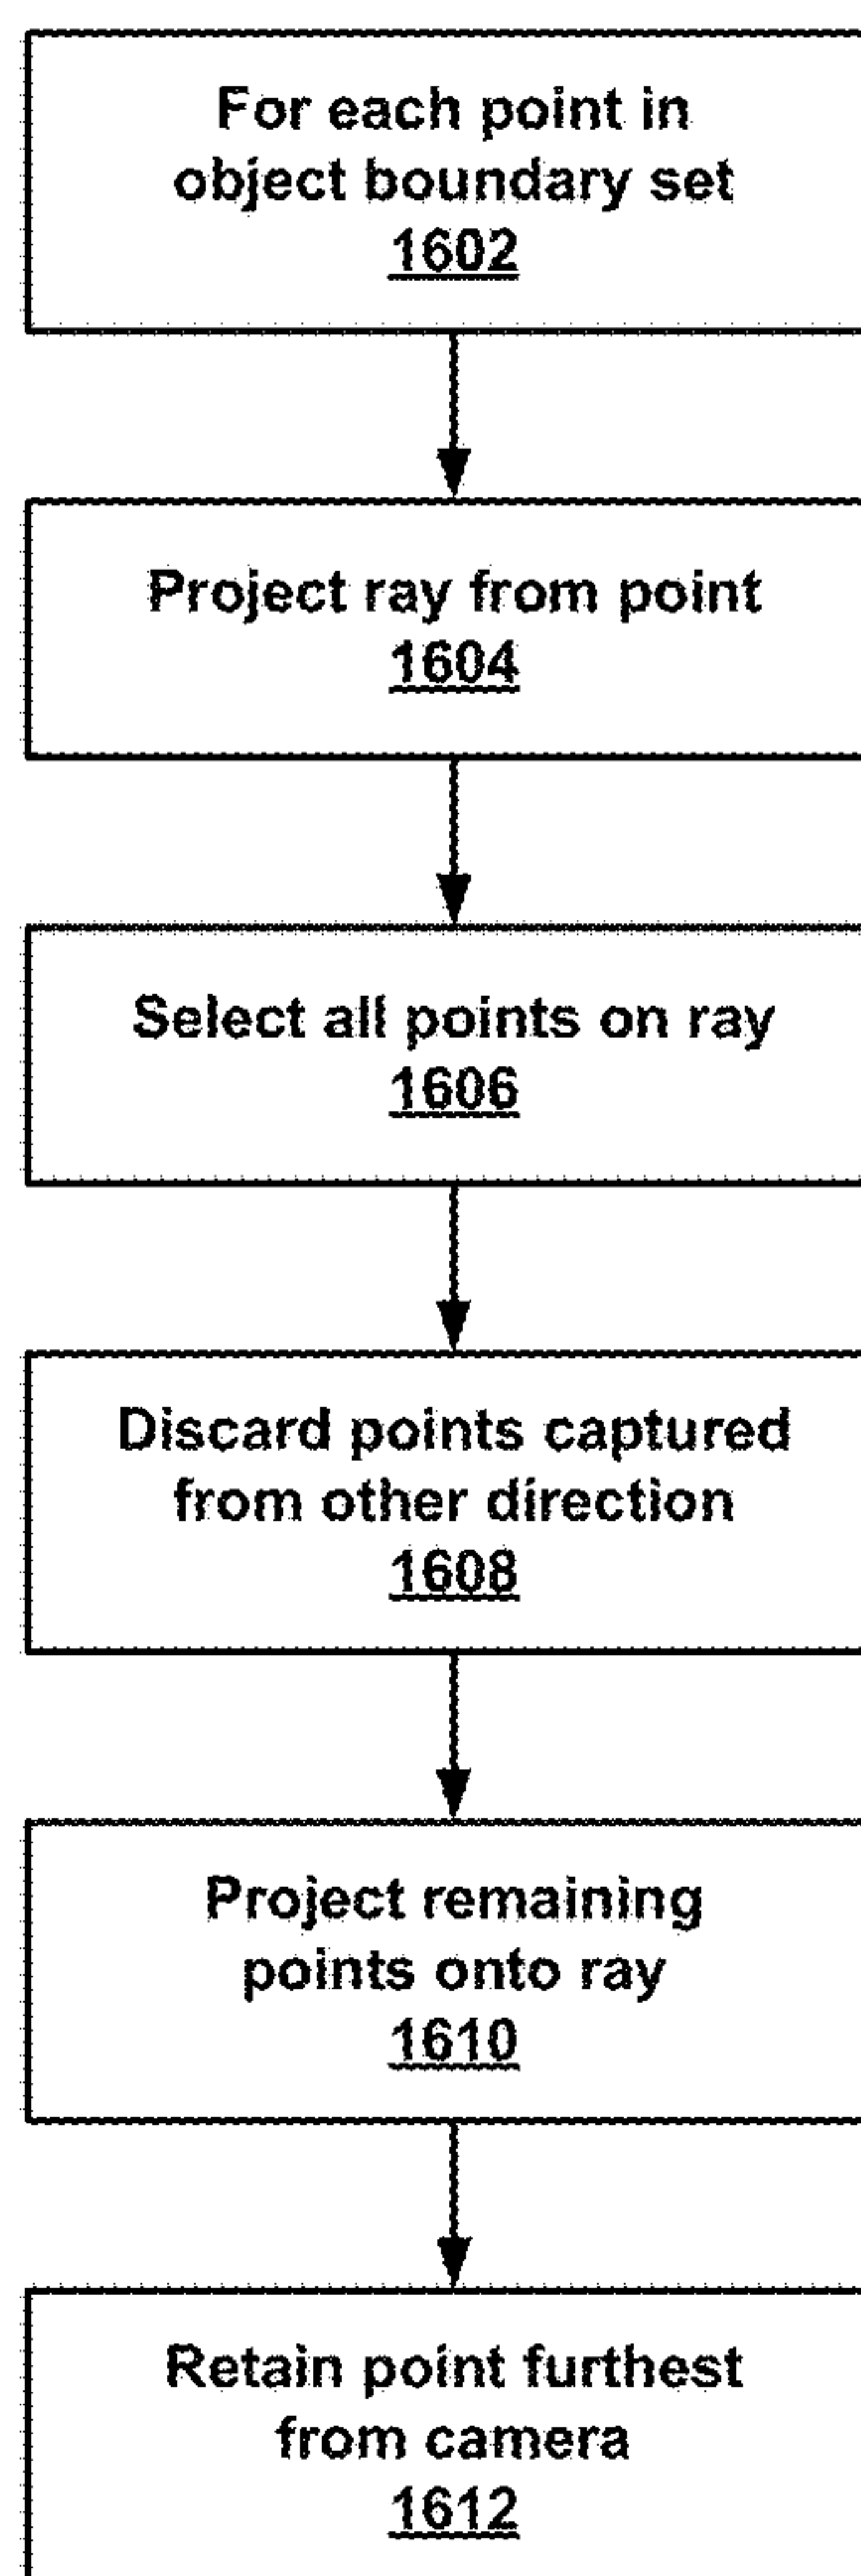 For each point in
object boundary set
1602
Project ray from point
1604
Select all points on ray
1606
Discard points captured
from other direction
1608
Project remaining
points onto ray
1610
Retain point furthest
from camera
1612